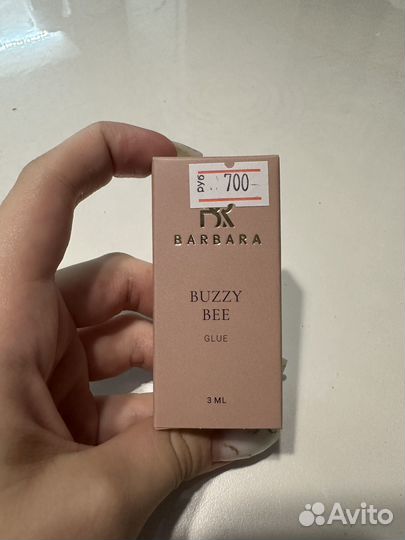 руб
700-
BARBARA
BUZZY
BEE
GLUE
3 ML
Avito